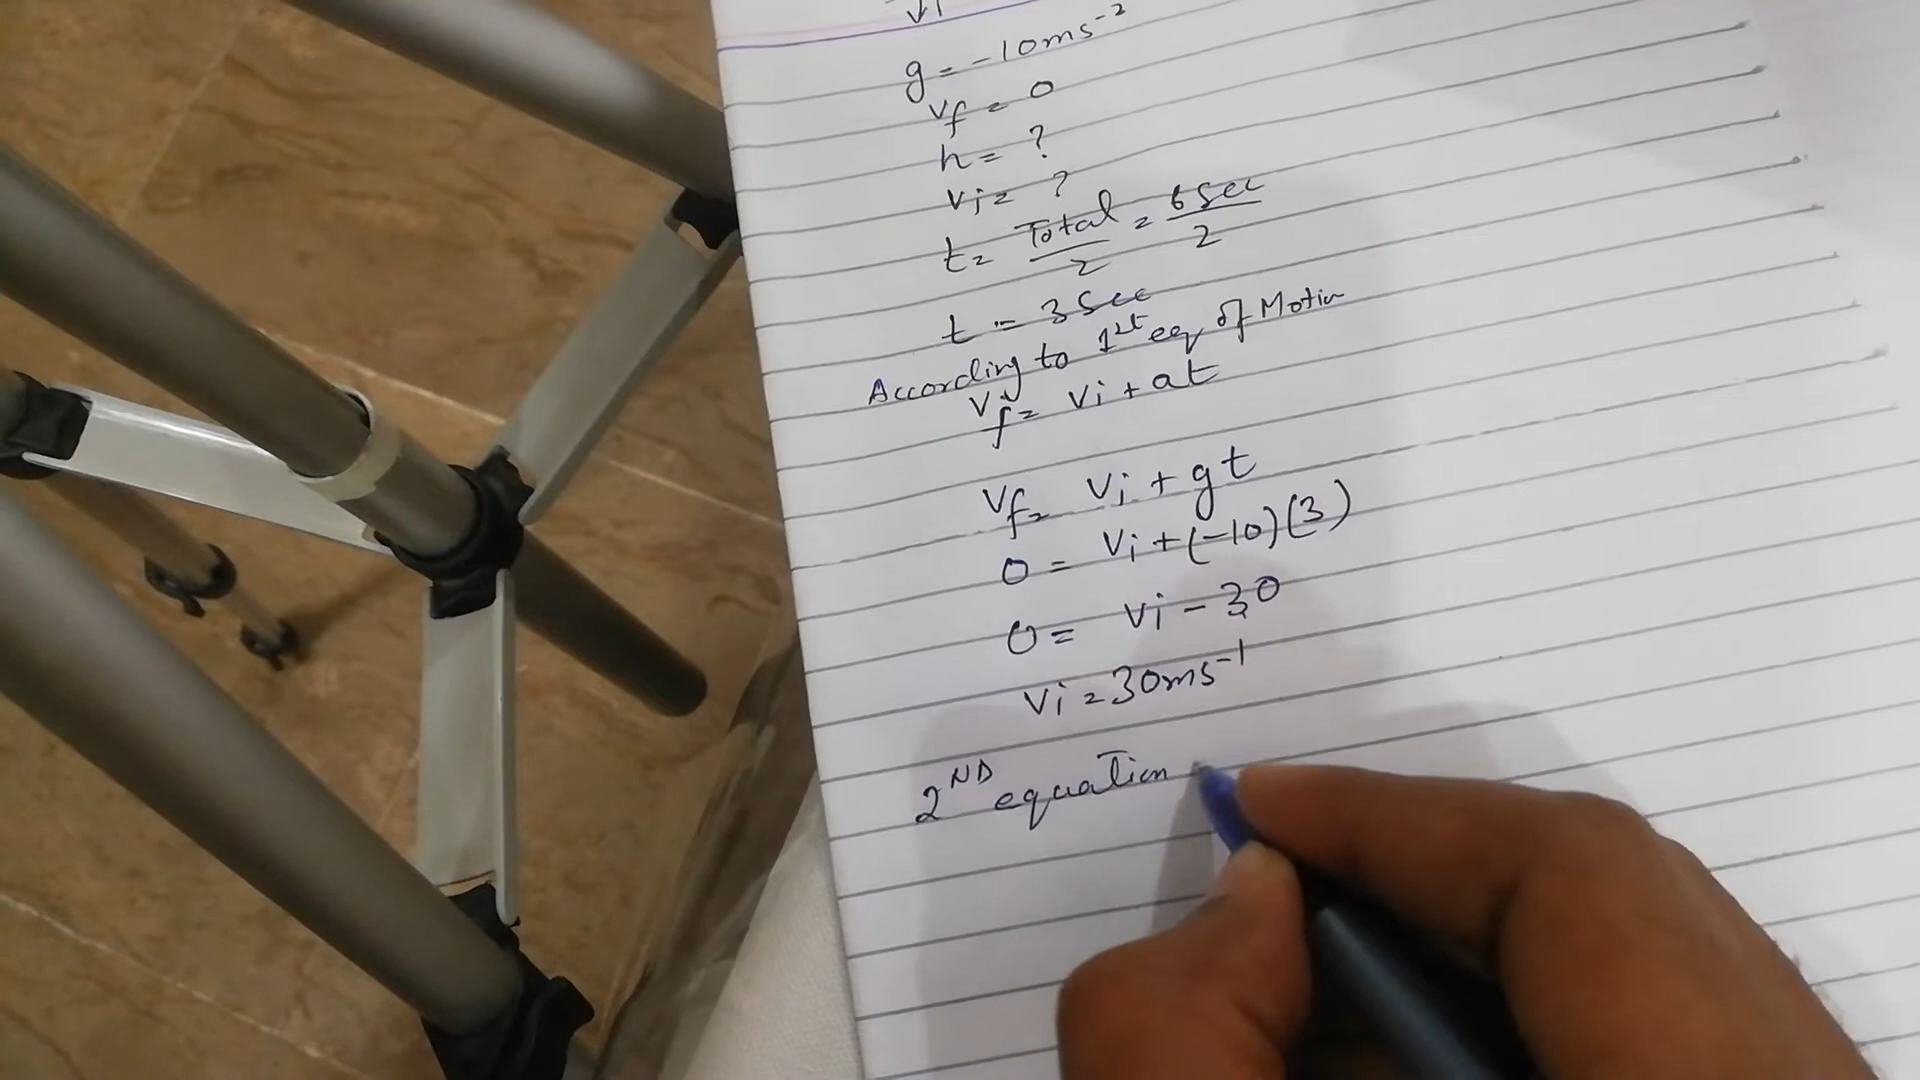 g = -10ms⁻²
vf = 0
h = ?
vi = ?
t = Total/2 = 6 Sec/2
t = 3 Sec
According to 1st eq of Motin
Vf = Vi + at
Vf = Vi + gt
0 = Vi + (-10)(3)
0 = Vi - 30
Vi = 30ms⁻¹
2ND equation